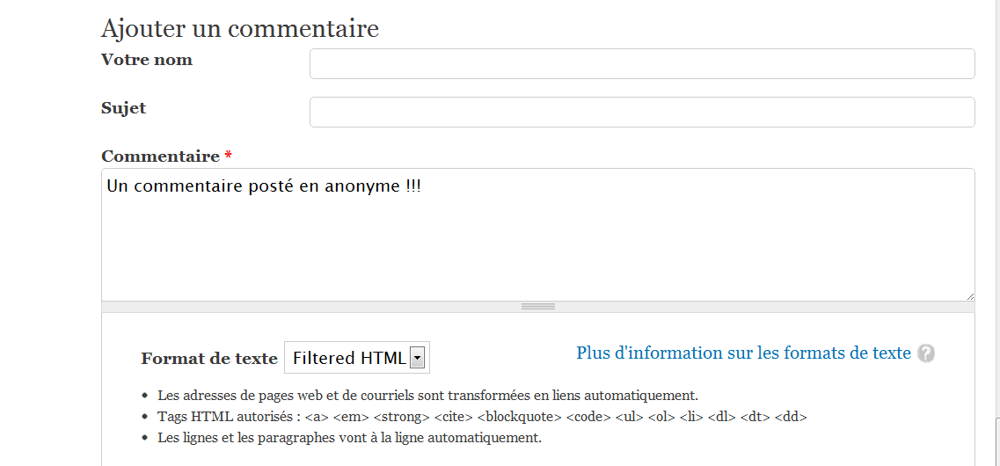 Ajouter un commentaire
Votre nom
Sujet
Commentaire *
Un commentaire posté en anonyme !!!
Format de texte Filtered HTML Plus d'information sur les formats de texte ?
Les adresses de pages web et de courriels sont transformées en liens automatiquement.
Tags HTML autorisés : <a> <em> <strong> <cite> <blockquote> <code> <ul> <ol> <li> <dl> <dt> <dd>
Les lignes et les paragraphes vont à la ligne automatiquement.